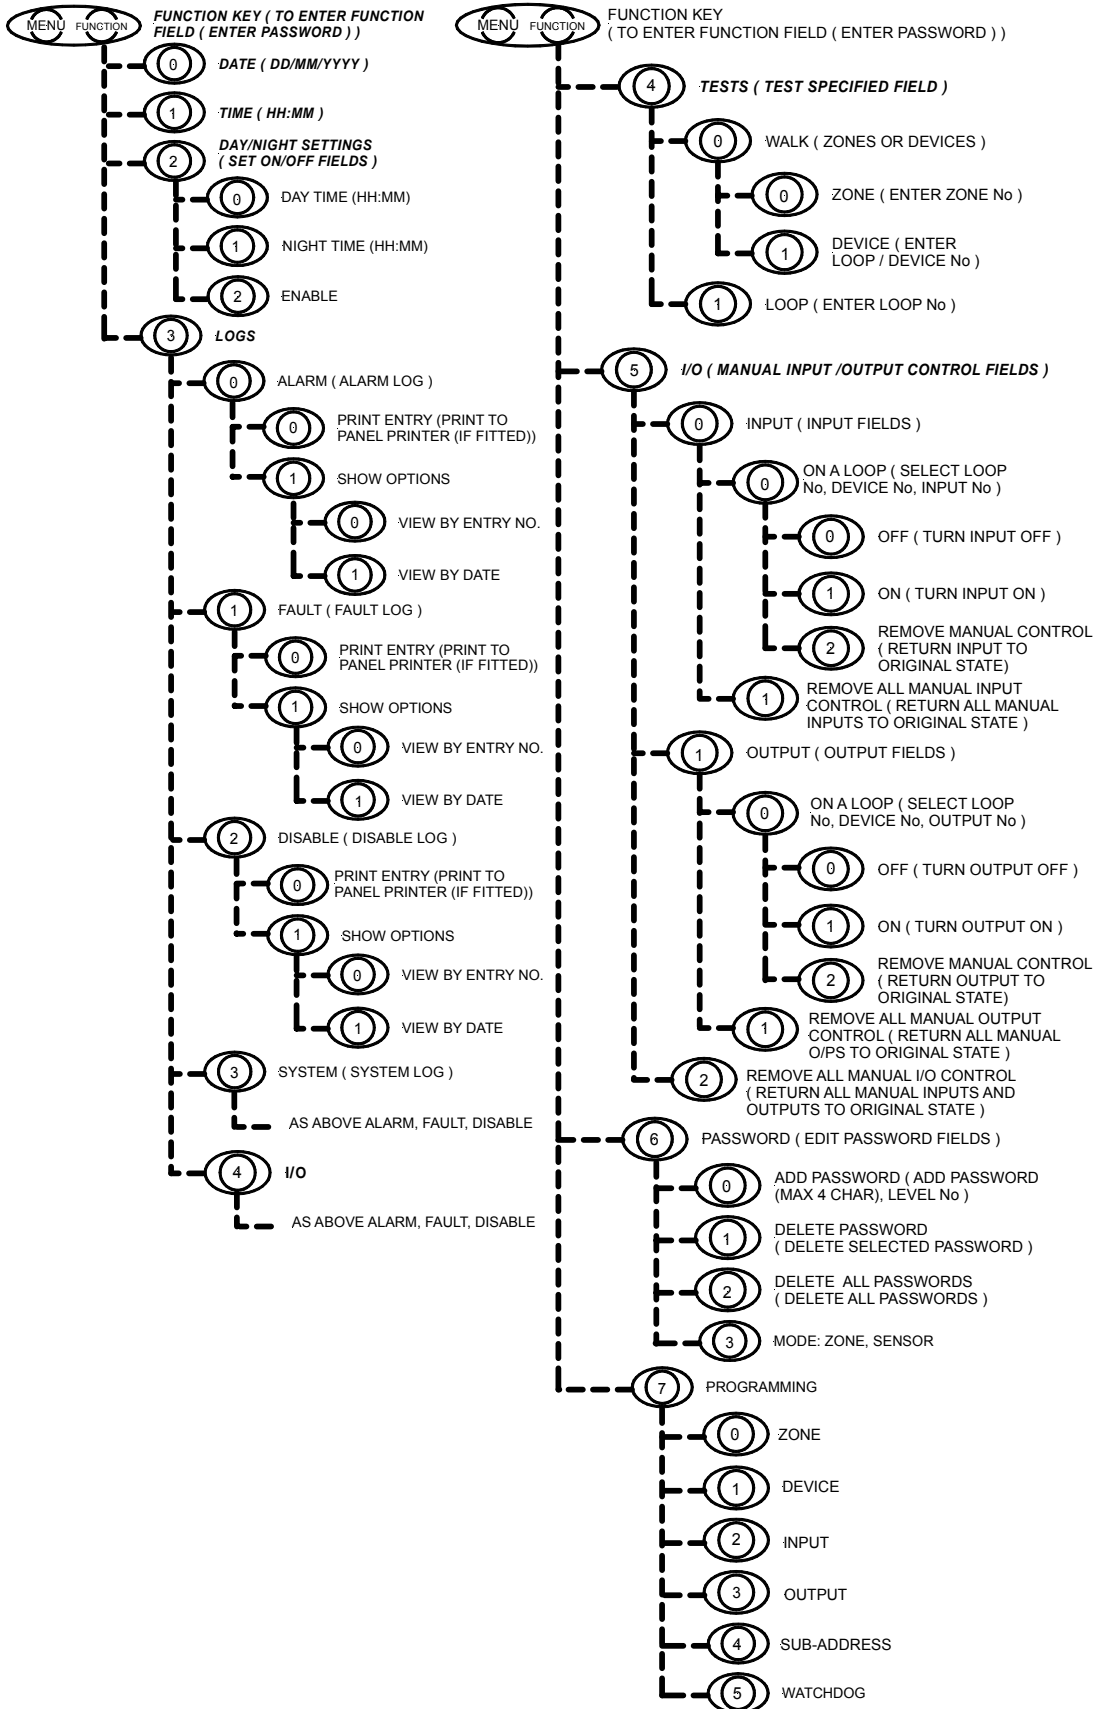 MENU FUNCTION
FUNCTION KEY ( TO ENTER FUNCTION
FIELD ( ENTER PASSWORD ) )
0
DATE ( DD/MM/YYYY )
1
TIME ( HH:MM )
2
DAY/NIGHT SETTINGS
( SET ON/OFF FIELDS )
0
DAY TIME (HH:MM)
1
NIGHT TIME (HH:MM)
2
ENABLE
3
LOGS
0
ALARM ( ALARM LOG )
0
PRINT ENTRY (PRINT TO
PANEL PRINTER (IF FITTED))
1
SHOW OPTIONS
0
VIEW BY ENTRY NO.
1
VIEW BY DATE
1
FAULT ( FAULT LOG )
0
PRINT ENTRY (PRINT TO
PANEL PRINTER (IF FITTED))
1
SHOW OPTIONS
0
VIEW BY ENTRY NO.
1
VIEW BY DATE
2
DISABLE ( DISABLE LOG )
0
PRINT ENTRY (PRINT TO
PANEL PRINTER (IF FITTED))
1
SHOW OPTIONS
0
VIEW BY ENTRY NO.
1
VIEW BY DATE
3
SYSTEM ( SYSTEM LOG )
AS ABOVE ALARM, FAULT, DISABLE
4
I/O
AS ABOVE ALARM, FAULT, DISABLE
MENU FUNCTION
FUNCTION KEY
( TO ENTER FUNCTION FIELD ( ENTER PASSWORD ) )
4
TESTS ( TEST SPECIFIED FIELD )
0
WALK ( ZONES OR DEVICES )
0
ZONE ( ENTER ZONE No )
1
DEVICE ( ENTER
LOOP / DEVICE No )
1
LOOP ( ENTER LOOP No )
5
I/O ( MANUAL INPUT /OUTPUT CONTROL FIELDS )
0
INPUT ( INPUT FIELDS )
0
ON A LOOP ( SELECT LOOP
No, DEVICE No, INPUT No )
0
OFF ( TURN INPUT OFF )
1
ON ( TURN INPUT ON )
2
REMOVE MANUAL CONTROL
( RETURN INPUT TO
ORIGINAL STATE)
1
REMOVE ALL MANUAL INPUT
CONTROL ( RETURN ALL MANUAL
INPUTS TO ORIGINAL STATE )
1
OUTPUT ( OUTPUT FIELDS )
0
ON A LOOP ( SELECT LOOP
No, DEVICE No, OUTPUT No )
0
OFF ( TURN OUTPUT OFF )
1
ON ( TURN OUTPUT ON )
2
REMOVE MANUAL CONTROL
( RETURN OUTPUT TO
ORIGINAL STATE)
1
REMOVE ALL MANUAL OUTPUT
CONTROL ( RETURN ALL MANUAL
O/PS TO ORIGINAL STATE )
2
REMOVE ALL MANUAL I/O CONTROL
( RETURN ALL MANUAL INPUTS AND
OUTPUTS TO ORIGINAL STATE )
6
PASSWORD ( EDIT PASSWORD FIELDS )
0
ADD PASSWORD ( ADD PASSWORD
(MAX 4 CHAR), LEVEL No )
1
DELETE PASSWORD
( DELETE SELECTED PASSWORD )
2
DELETE ALL PASSWORDS
( DELETE ALL PASSWORDS )
3
MODE: ZONE, SENSOR
7
PROGRAMMING
0
ZONE
1
DEVICE
2
INPUT
3
OUTPUT
4
SUB-ADDRESS
5
WATCHDOG